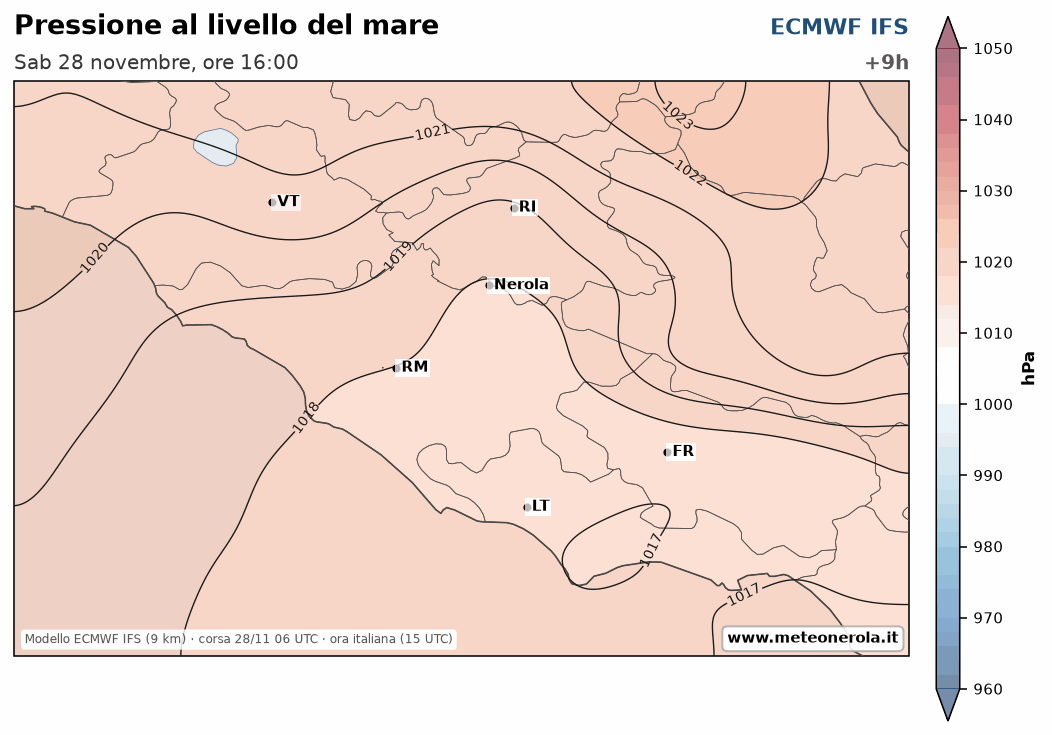 Pressione al livello del mare
ECMWF IFS
Sab 28 novembre, ore 16:00
+9h
1050
1040
1030
1020
1010
1000
990
980
970
960
hPa
1023
1021
1022
VT
RI
1020
1019
Nerola
RM
1018
FR
LT
1017
1017
Modello ECMWF IFS (9 km) · corsa 28/11 06 UTC · ora italiana (15 UTC)
www.meteonerola.it